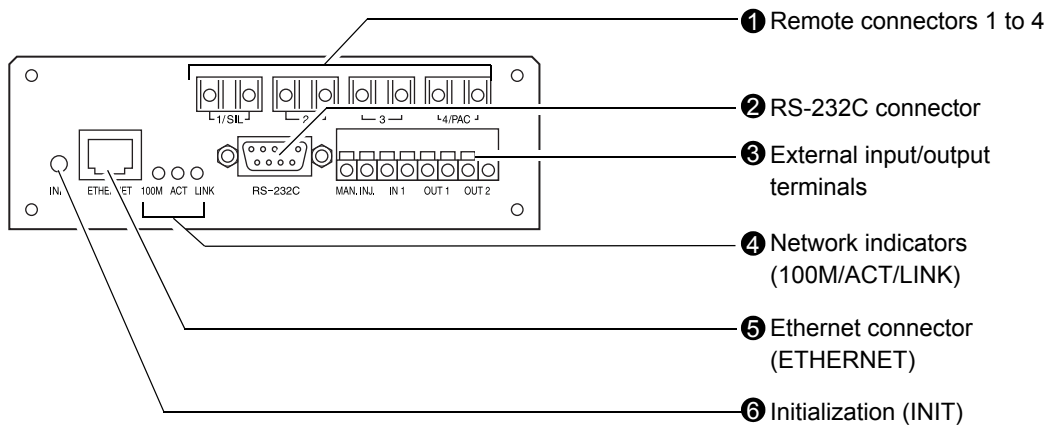 ❶ Remote connectors 1 to 4
❷ RS-232C connector
❸ External input/output
terminals
❹ Network indicators
(100M/ACT/LINK)
❺ Ethernet connector
(ETHERNET)
❻ Initialization (INIT)
1/SIL 2 3 4/PAC
100M ACT LINK RS-232C MAN. INJ. IN 1 OUT 1 OUT 2